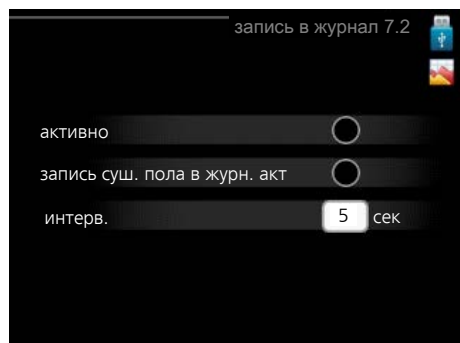 запись в журнал 7.2
активно
запись суш. пола в журн. акт
интерв. 5 сек